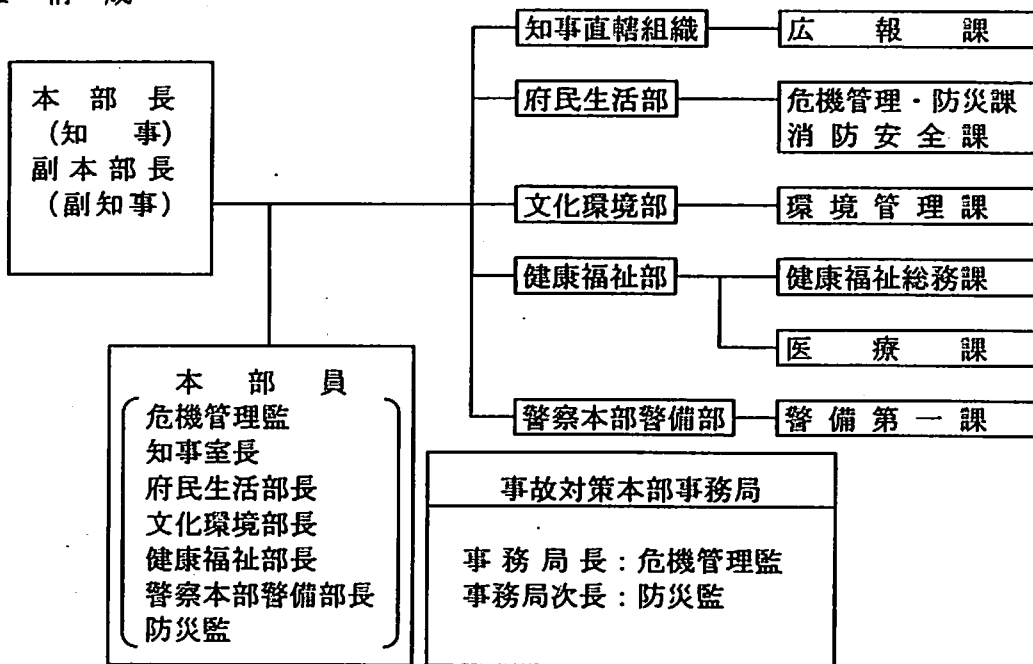 構 成
本 部 長
(知 事)
副 本 部 長
(副知事)
知事直轄組織
広 報 課
府民生活部
危機管理・防災課
消 防 安 全 課
文化環境部
環 境 管 理 課
健康福祉部
健康福祉総務課
医 療 課
警察本部警備部
警 備 第 一 課
本 部 員
危機管理監
知事室長
府民生活部長
文化環境部長
健康福祉部長
警察本部警備部長
防災監
事故対策本部事務局
事 務 局 長 : 危機管理監
事務局次長 : 防災監